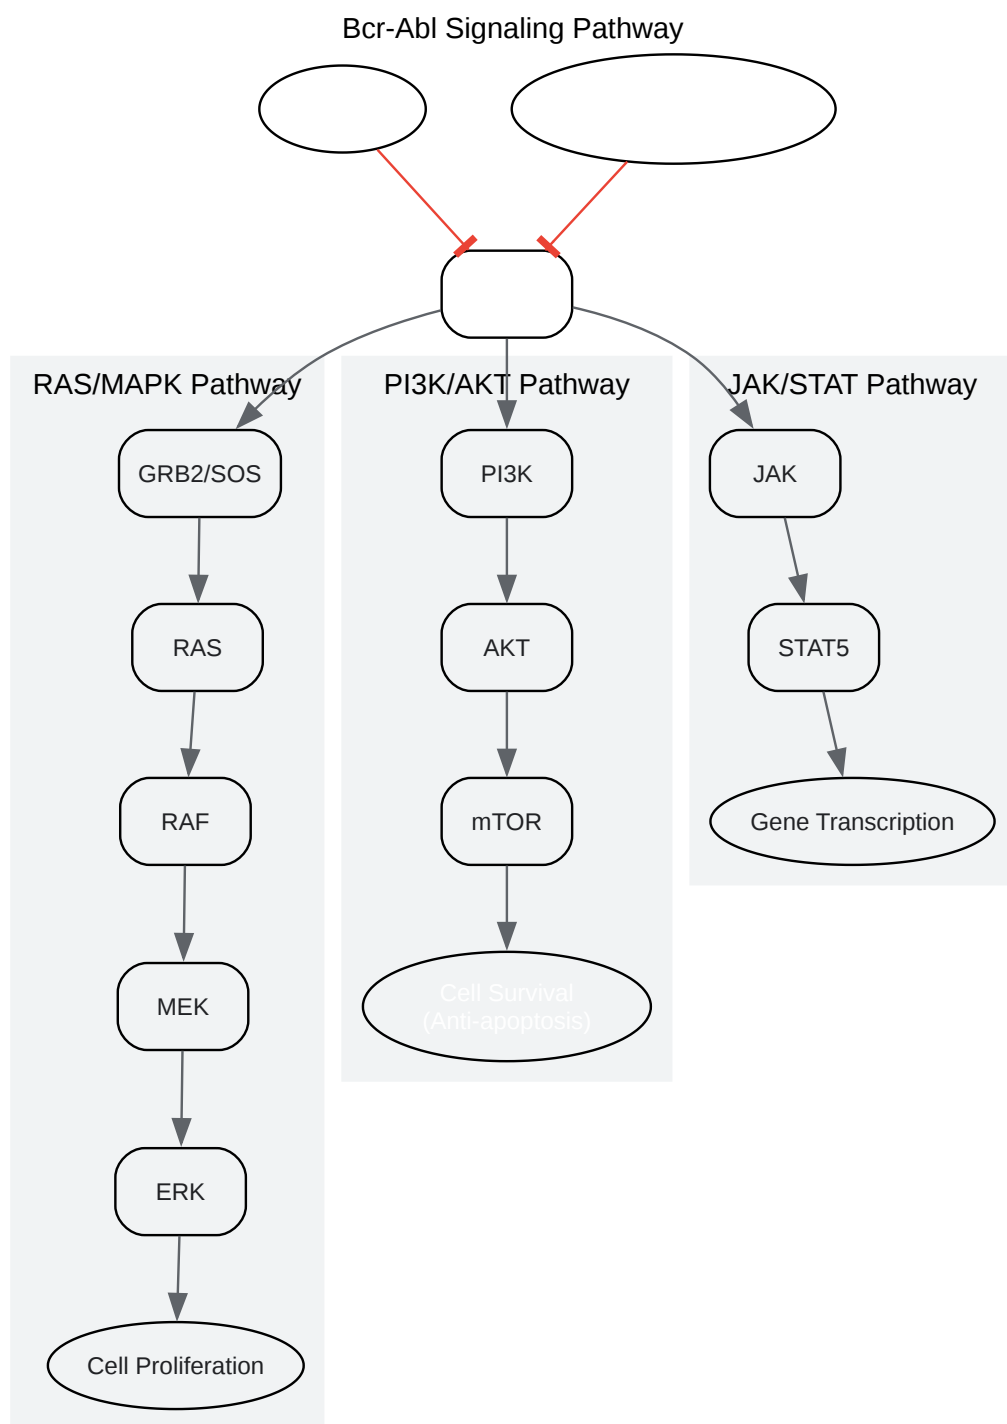 Bcr-Abl Signaling Pathway
RAS/MAPK Pathway
PI3K/AKT Pathway
JAK/STAT Pathway
GRB2/SOS
PI3K
JAK
RAS
AKT
STAT5
RAF
mTOR
Gene Transcription
MEK
Cell Survival
(Anti-apoptosis)
ERK
Cell Proliferation